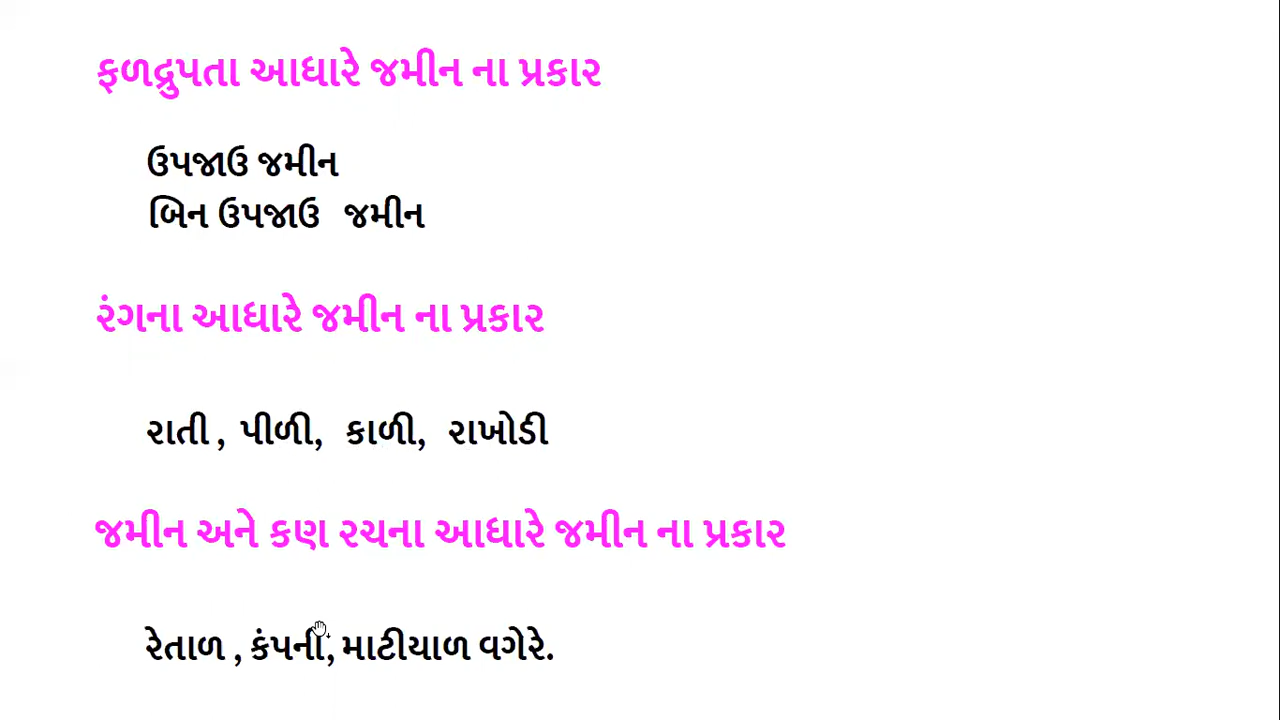 ફળદ્રુપતા આધારે જમીન ના પ્રકાર
ઉપજાઉ જમીન
બિન ઉપજાઉ જમીન
રંગના આધારે જમીન ના પ્રકાર
રાતી , પીળી, કાળી, રાખોડી
જમીન અને કણ રચના આધારે જમીન ના પ્રકાર
રેતાળ , કંપની, માટીયાળ વગેરે.